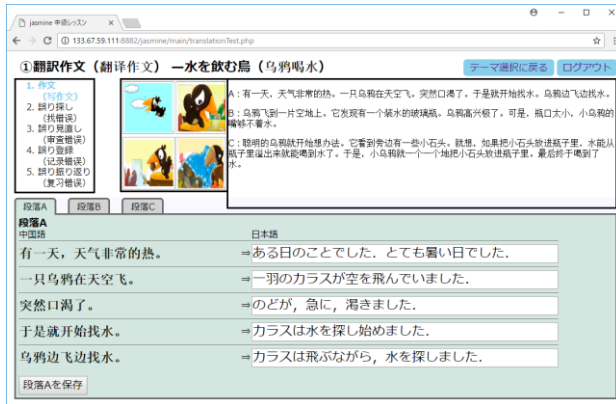 jasmine 中級レッスン
133.67.59.111:8882/jasmine/main/translationTest.php
①翻訳作文（翻译作文） ―水を飲む鳥（乌鸦喝水）
テーマ選択に戻る ログアウト
1. 作文
（写作文）
2. 誤り探し
（找错误）
3. 誤り見直し
（审查错误）
4. 誤り登録
（记录错误）
5. 誤り振り返り
（复习错误）
A：有一天，天气非常的热。一只乌鸦在天空飞。突然口渴了。于是就开始找水。乌鸦边飞边找水。
B：乌鸦飞到一片空地上。它发现有一个装水的玻璃瓶。乌鸦高兴极了。可是，瓶口太小，小乌鸦的
嘴够不着水。
C：聪明的乌鸦就开始想办法。它看到旁边有一些小石头。就想，如果把小石头放进瓶子里，水能从
瓶子里溢出来就能喝到水了。于是，小乌鸦就一个一个地把小石头放进瓶子里。最后终于喝到了
水。
段落A 段落B 段落C
段落A
中国語 日本語
有一天，天气非常的热。 ⇒ある日のことでした．とても暑い日でした．
一只乌鸦在天空飞。 ⇒一羽のカラスが空を飛んでいました．
突然口渴了。 ⇒のどが，急に，渇きました．
于是就开始找水。 ⇒カラスは水を探し始めました．
乌鸦边飞边找水。 ⇒カラスは飛ぶながら，水を探しました．
段落Aを保存